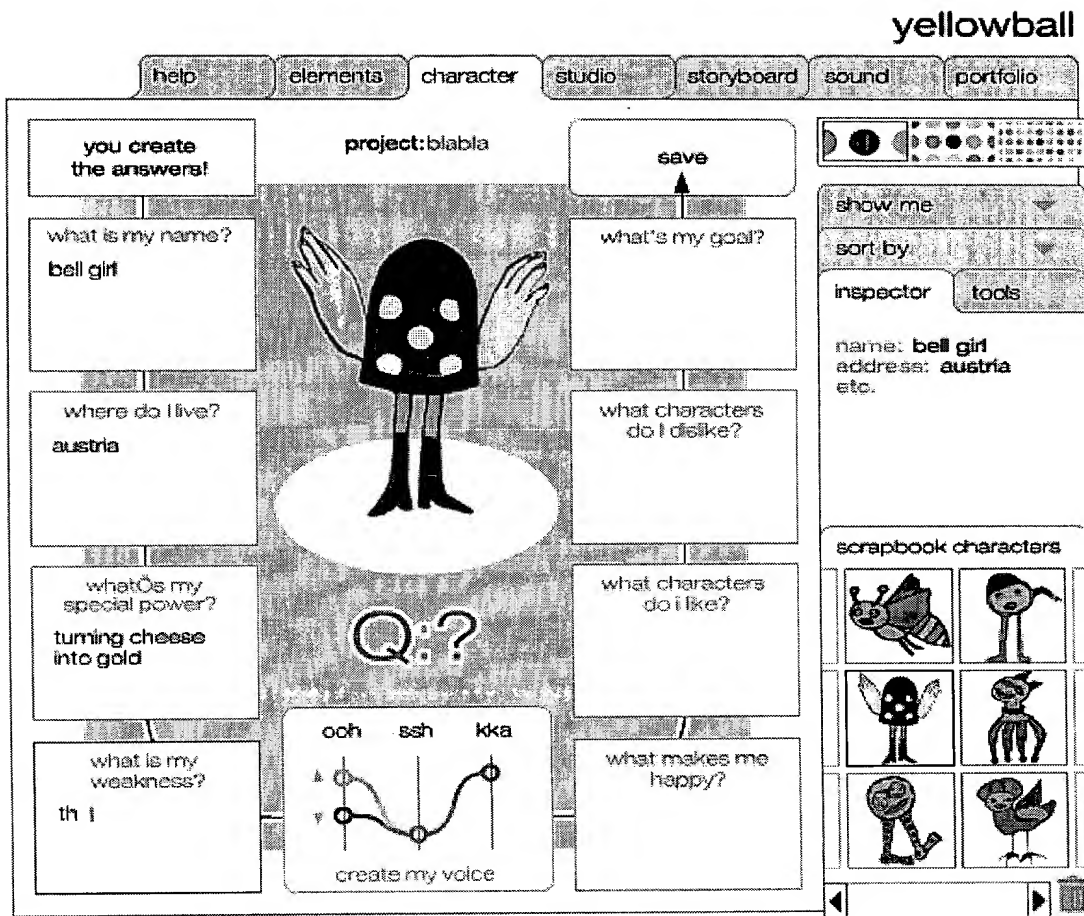 yellowball
help
elements
character
studio
storyboard
sound
portfolio
you create
the answers!
project:blabla
save
what is my name?
bell girl
where do I live?
austria
whatÕs my
special power?
turning cheese
into gold
what is my
weakness?
th I
Q:?
ooh ssh kka
create my voice
what's my goal?
what characters
do I dislike?
what characters
do i like?
what makes me
happy?
show me
sort by
inspector
tools
name: bell girl
address: austria
etc.
scrapbook characters